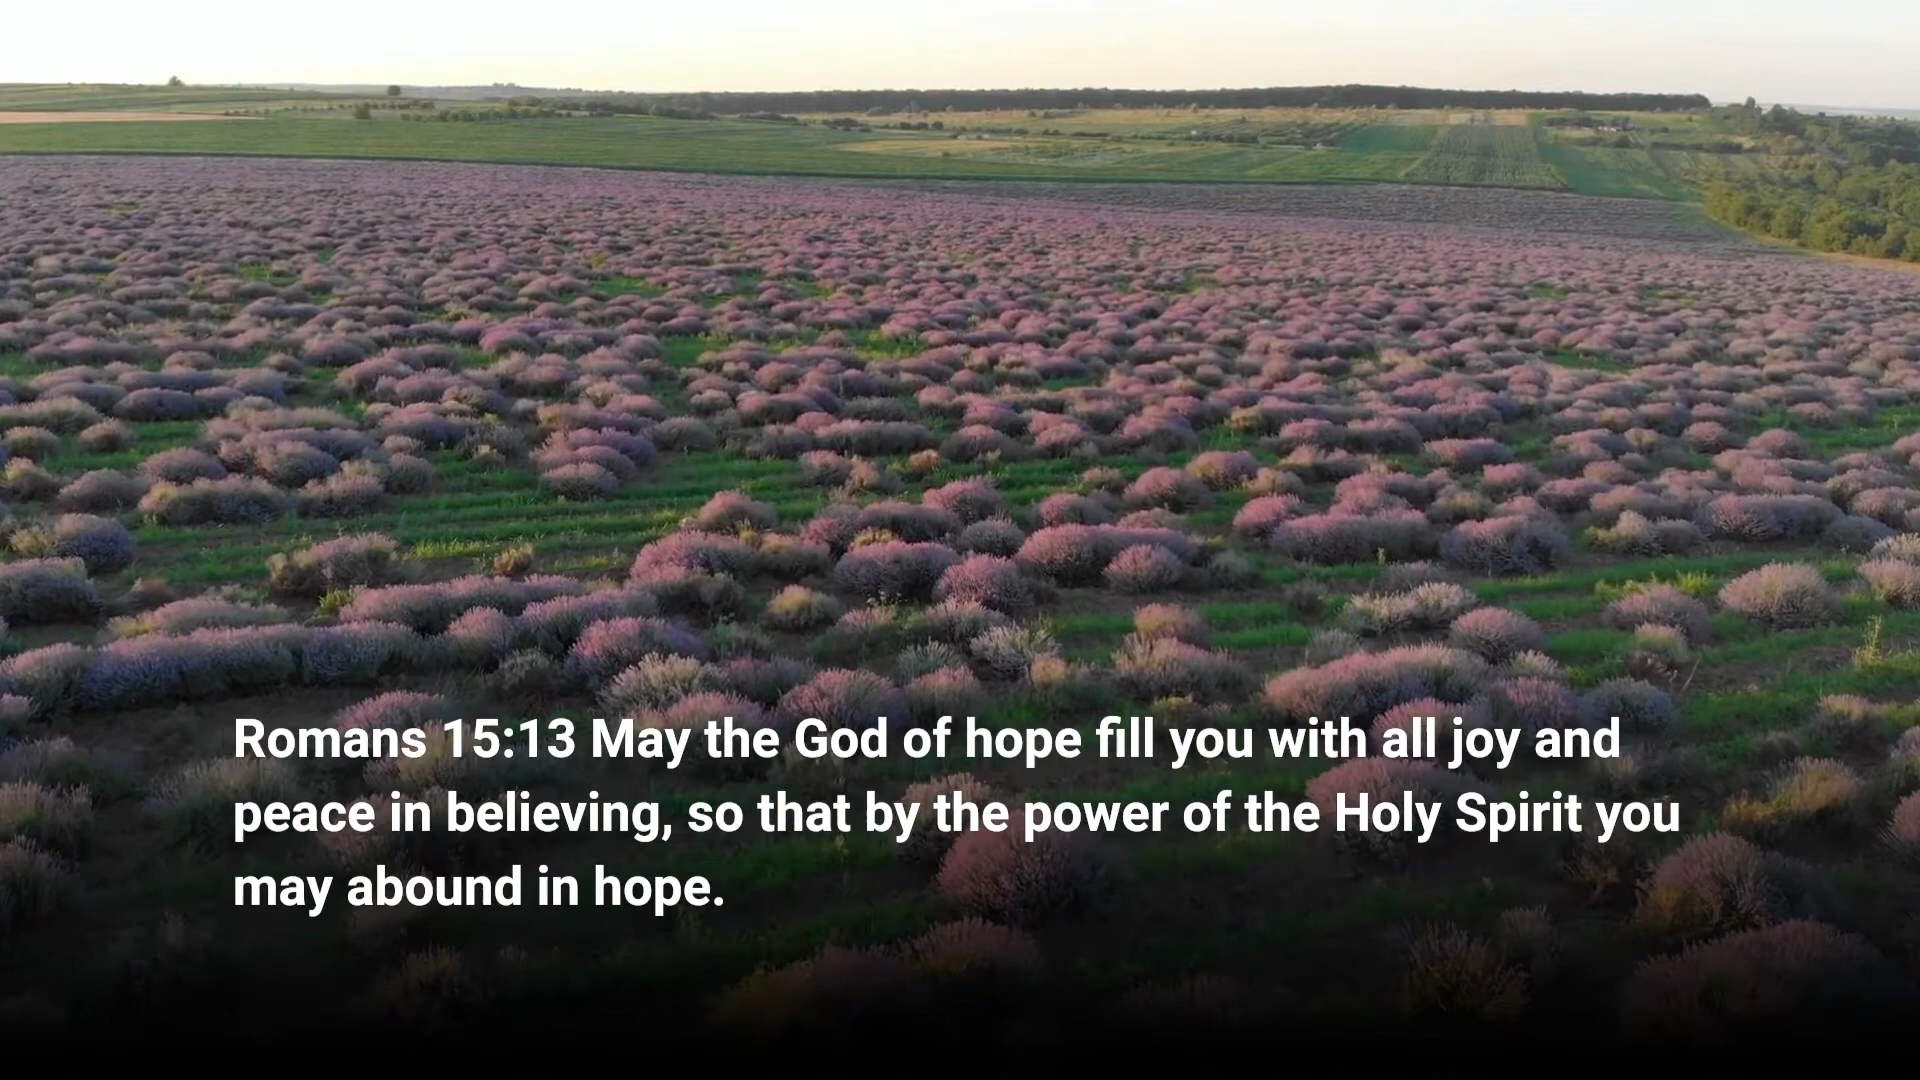 Romans 15:13 May the God of hope fill you with all joy and
peace in believing, so that by the power of the Holy Spirit you
may abound in hope.